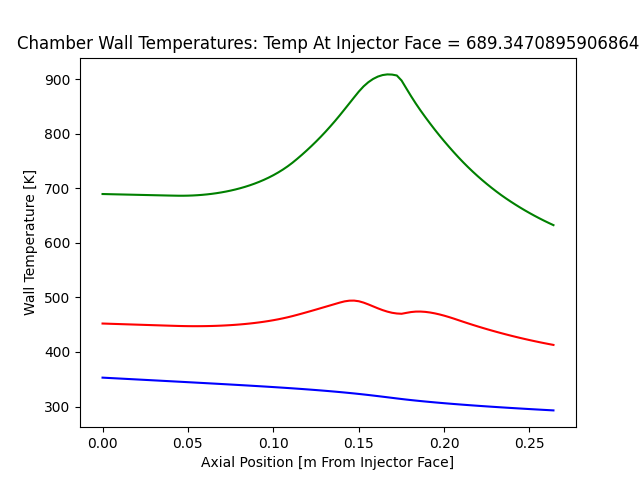 Chamber Wall Temperatures: Temp At Injector Face = 689.3470895906864
Wall Temperature [K]
900
800
700
600
500
400
300
0.00 0.05 0.10 0.15 0.20 0.25
Axial Position [m From Injector Face]